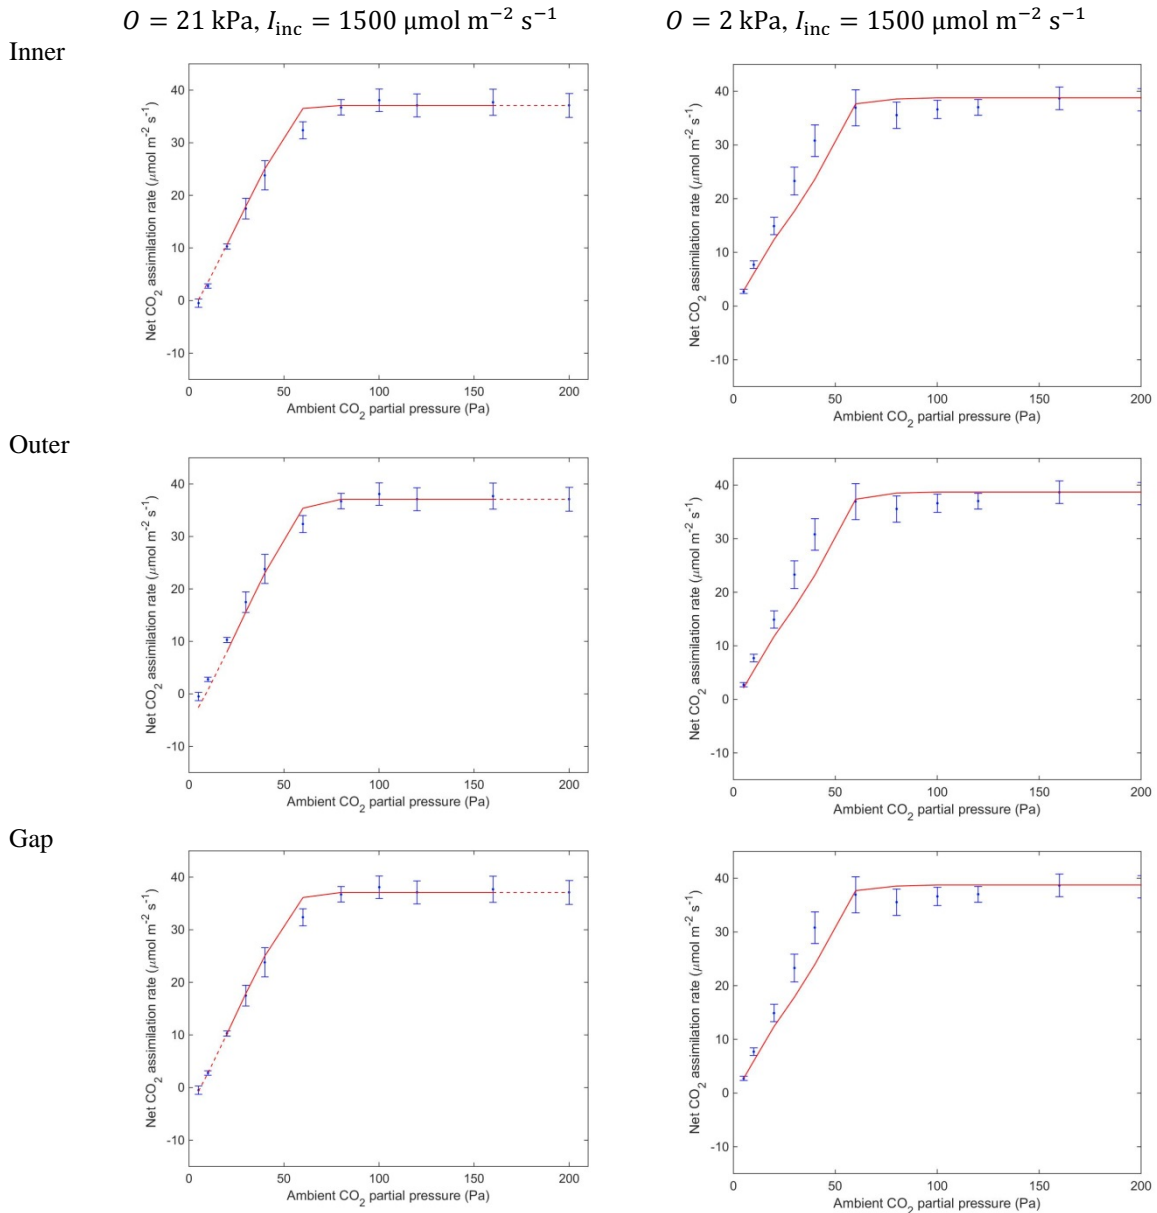 O = 21 kPa, I_inc = 1500 μmol m⁻² s⁻¹
O = 2 kPa, I_inc = 1500 μmol m⁻² s⁻¹
Inner
Net CO₂ assimilation rate (μmol m⁻² s⁻¹)
40
30
20
10
0
-10
0 50 100 150 200
Ambient CO₂ partial pressure (Pa)
Net CO₂ assimilation rate (μmol m⁻² s⁻¹)
40
30
20
10
0
-10
0 50 100 150 200
Ambient CO₂ partial pressure (Pa)
Outer
Net CO₂ assimilation rate (μmol m⁻² s⁻¹)
40
30
20
10
0
-10
0 50 100 150 200
Ambient CO₂ partial pressure (Pa)
Net CO₂ assimilation rate (μmol m⁻² s⁻¹)
40
30
20
10
0
-10
0 50 100 150 200
Ambient CO₂ partial pressure (Pa)
Gap
Net CO₂ assimilation rate (μmol m⁻² s⁻¹)
40
30
20
10
0
-10
0 50 100 150 200
Ambient CO₂ partial pressure (Pa)
Net CO₂ assimilation rate (μmol m⁻² s⁻¹)
40
30
20
10
0
-10
0 50 100 150 200
Ambient CO₂ partial pressure (Pa)